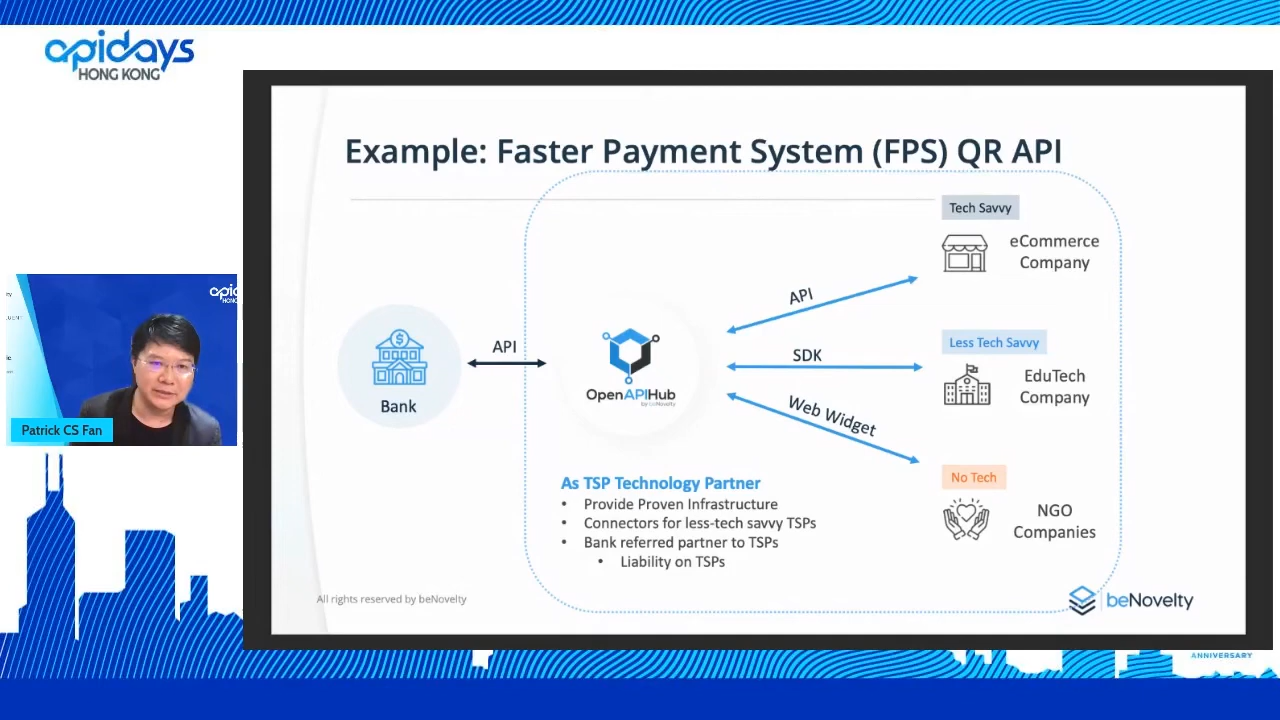 apidays
HONG KONG
Example: Faster Payment System (FPS) QR API
Tech Savvy
eCommerce
Company
API
API
Bank
OpenAPIHub
by beNovelty
SDK
Less Tech Savvy
EduTech
Company
Web Widget
No Tech
NGO
Companies
As TSP Technology Partner
• Provide Proven Infrastructure
• Connectors for less-tech savvy TSPs
• Bank referred partner to TSPs
• Liability on TSPs
All rights reserved by beNovelty
beNovelty
Patrick CS Fan
ANNIVERSARY